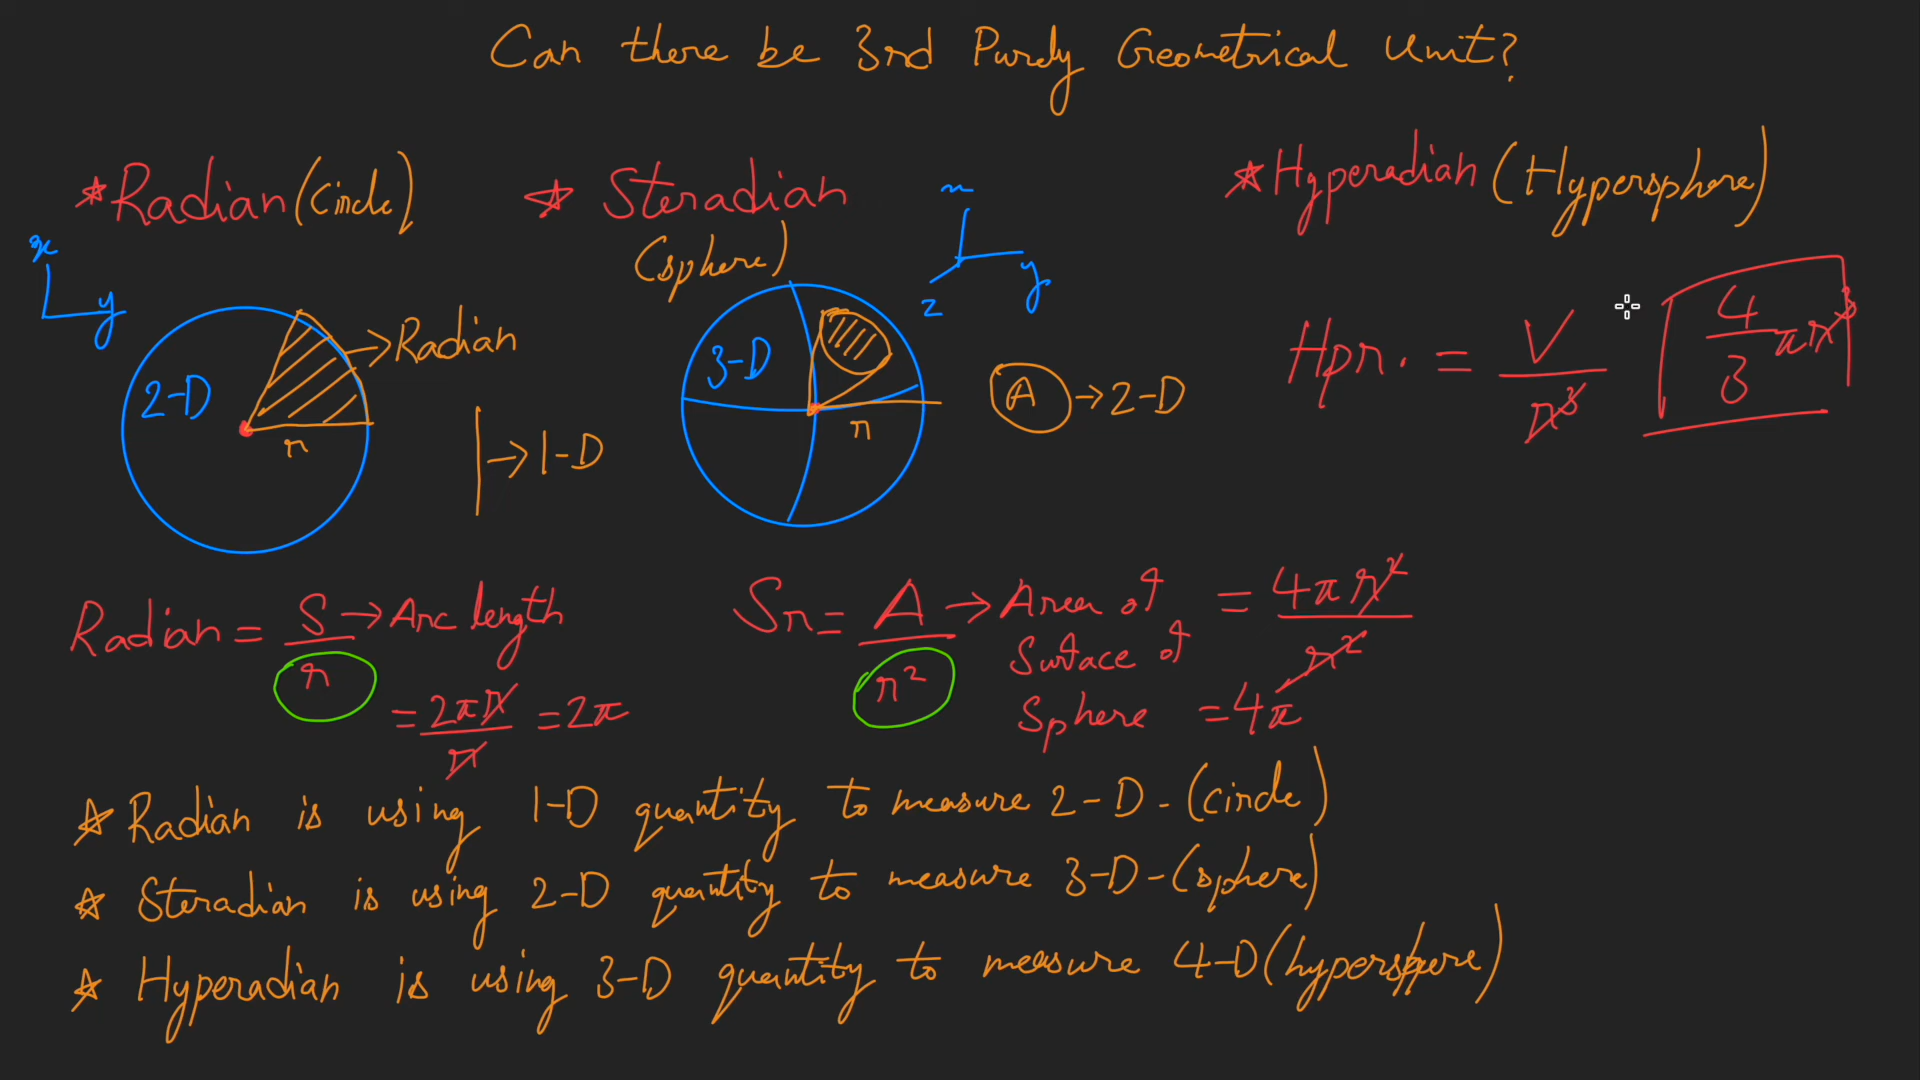 Can there be 3rd Purely Geometrical Unit?
* Radian (Circle)
* Steradian
(sphere)
* Hyperadian (Hypersphere)
x
y
2-D
r
→ Radian
→ 1-D
x
y
z
3-D
r
A → 2-D
Hpr. = V / r³
4/3 πr³
Radian = S / r → Arc length
= 2πr / r = 2π
Sr = A / r² → Area of Surface of Sphere
= 4πr² / r²
= 4π
* Radian is using 1-D quantity to measure 2-D - (circle)
* Steradian is using 2-D quantity to measure 3-D - (sphere)
* Hyperadian is using 3-D quantity to measure 4-D (hypersphere)